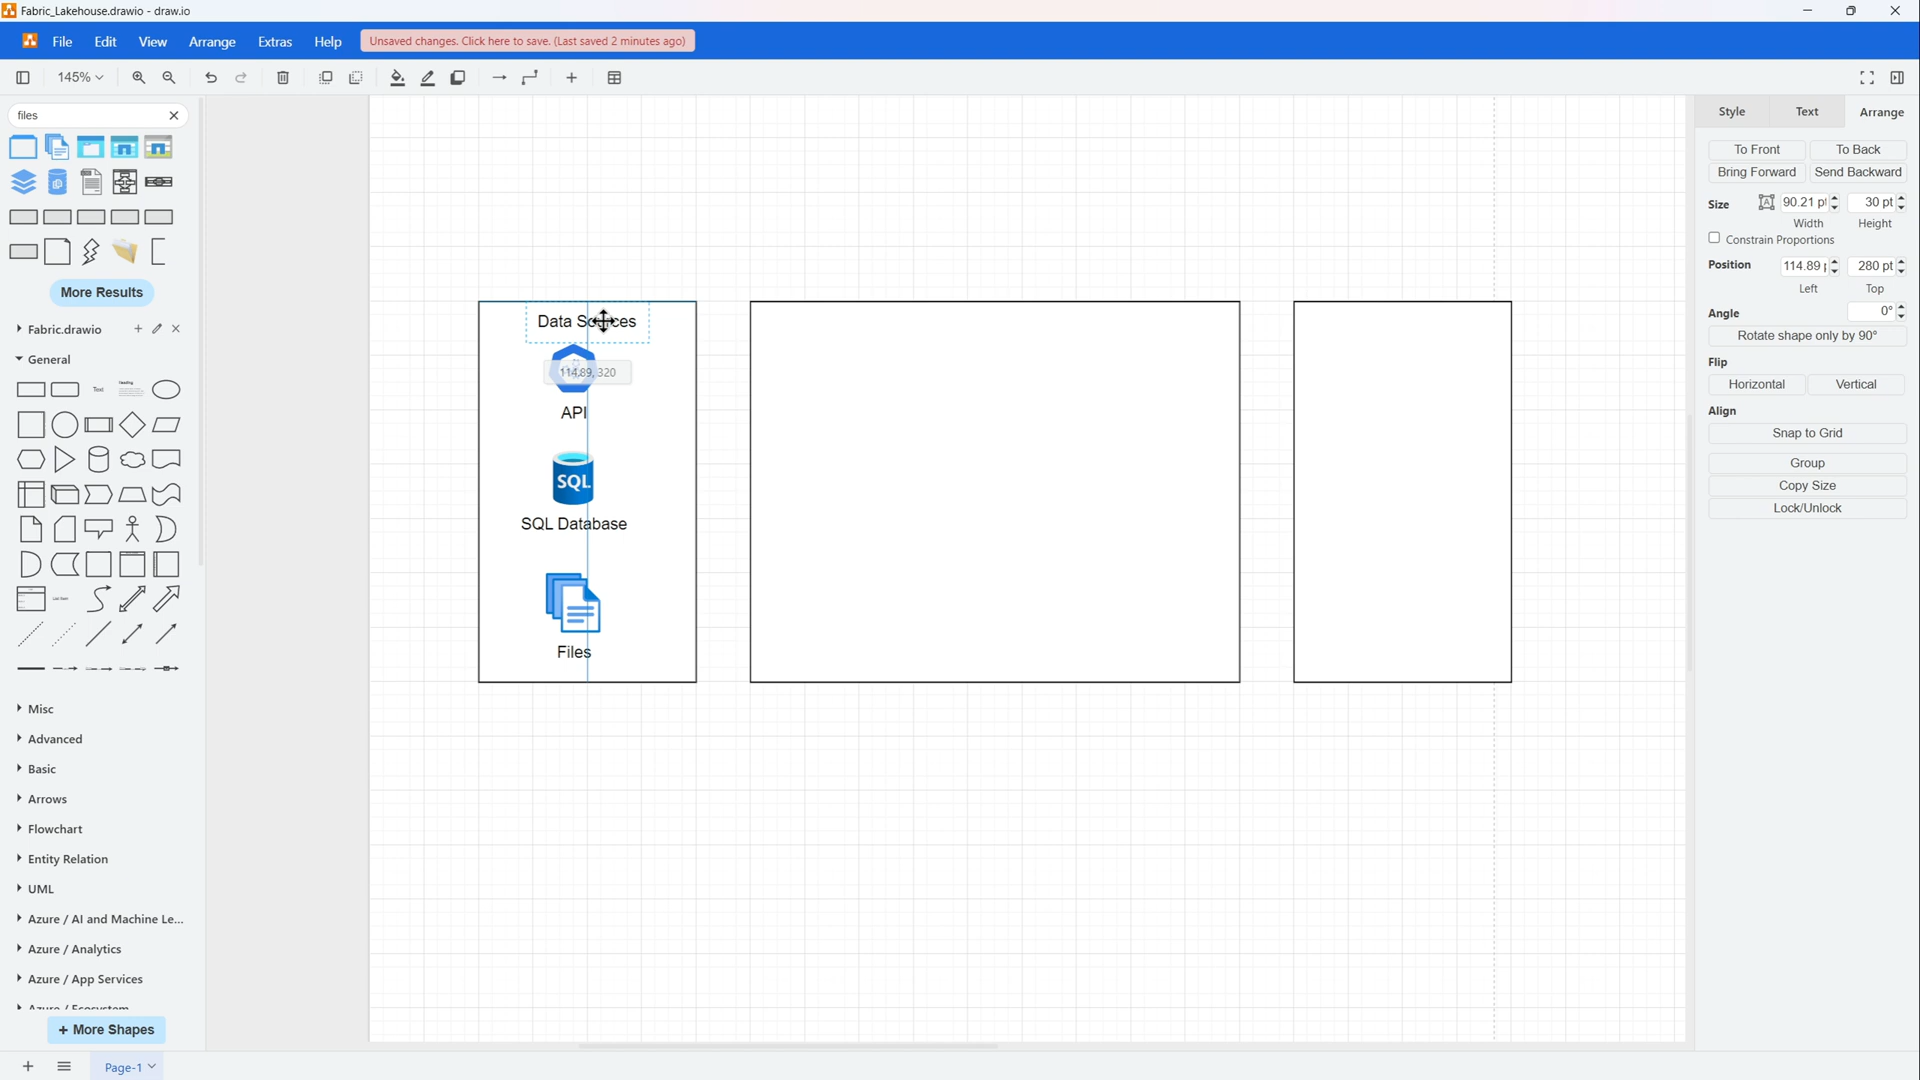 Fabric_Lakehouse.drawio - draw.io
File Edit View Arrange Extras Help Unsaved changes. Click here to save. (Last saved 2 minutes ago)
145%
files
More Results
Fabric.drawio
General
Text
Heading
List Item
Misc
Advanced
Basic
Arrows
Flowchart
Entity Relation
UML
Azure / AI and Machine Le...
Azure / Analytics
Azure / App Services
Azure / Ecosystem
+ More Shapes
Page-1
Data Sources
114.89, 320
API
SQL
SQL Database
Files
Style Text Arrange
To Front To Back
Bring Forward Send Backward
Size 90.21 pt 30 pt
Width Height
Constrain Proportions
Position 114.89 280 pt
Left Top
Angle 0°
Rotate shape only by 90°
Flip
Horizontal Vertical
Align
Snap to Grid
Group
Copy Size
Lock/Unlock